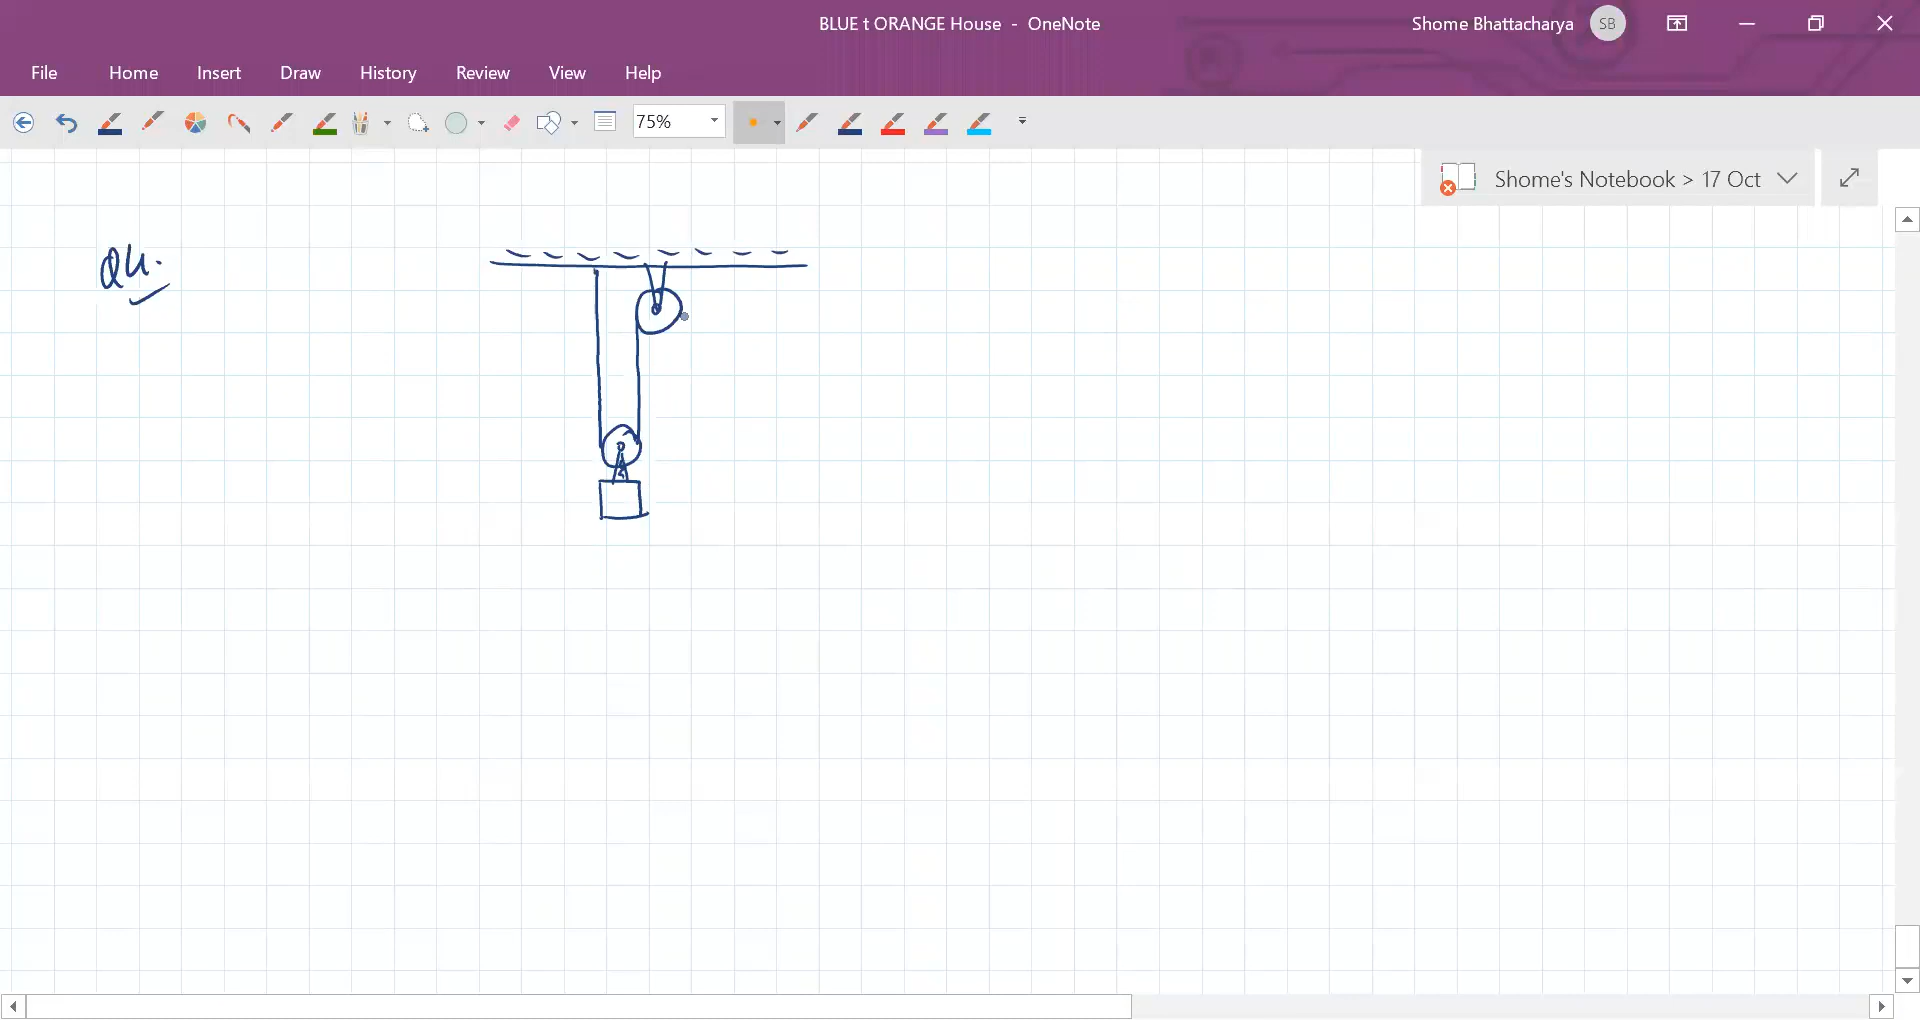 BLUE t ORANGE House - OneNote
Shome Bhattacharya
SB
File
Home
Insert
Draw
History
Review
View
Help
75%
Shome's Notebook > 17 Oct
Q4.